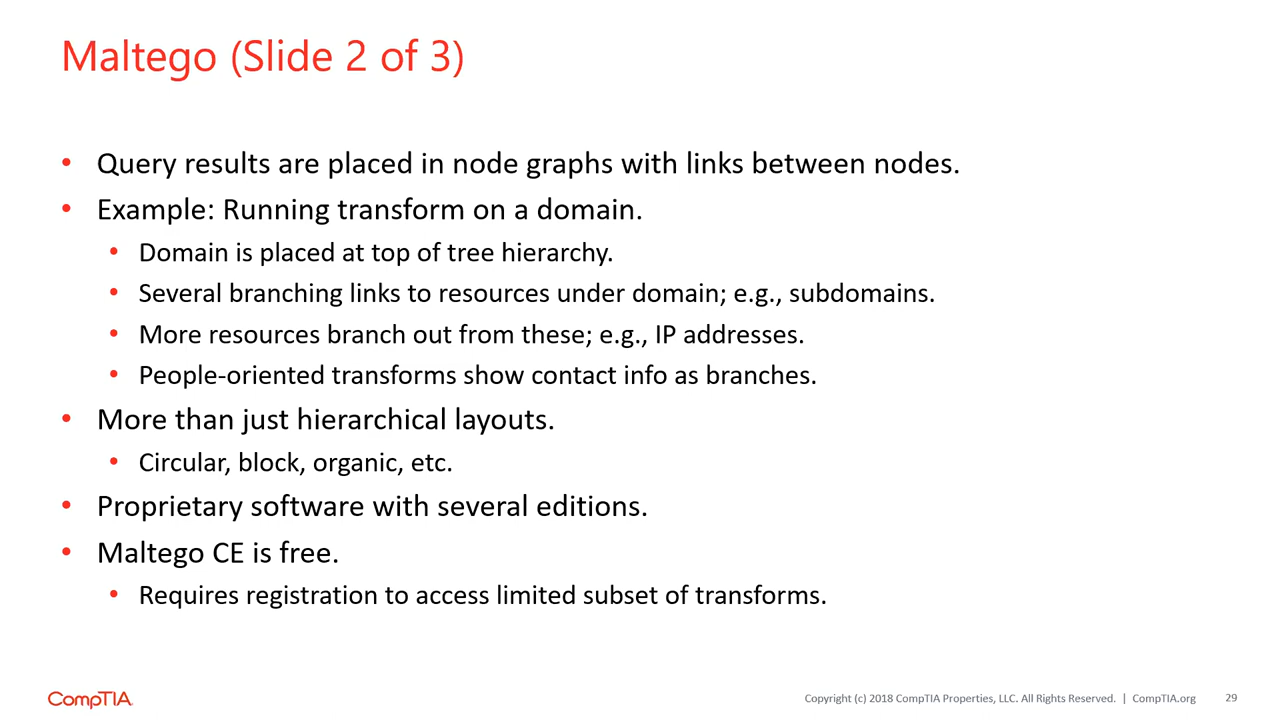 Maltego (Slide 2 of 3)
• Query results are placed in node graphs with links between nodes.
• Example: Running transform on a domain.
• Domain is placed at top of tree hierarchy.
• Several branching links to resources under domain; e.g., subdomains.
• More resources branch out from these; e.g., IP addresses.
• People-oriented transforms show contact info as branches.
• More than just hierarchical layouts.
• Circular, block, organic, etc.
• Proprietary software with several editions.
• Maltego CE is free.
• Requires registration to access limited subset of transforms.
CompTIA
Copyright (c) 2018 CompTIA Properties, LLC. All Rights Reserved. | CompTIA.org 29